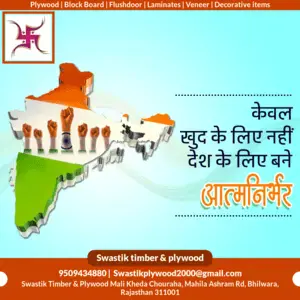 Plywood | Block Board | Flushdoor | Laminates | Veneer | Decorative items
केवल
खुद के लिए नहीं
देश के लिए बने
आत्मनिर्भर
Swastik timber & plywood
9509434880 | Swastikplywood2000@gmail.com
Swastik Timber & Plywood Mali Kheda Chouraha, Mahila Ashram Rd, Bhilwara,
Rajasthan 311001